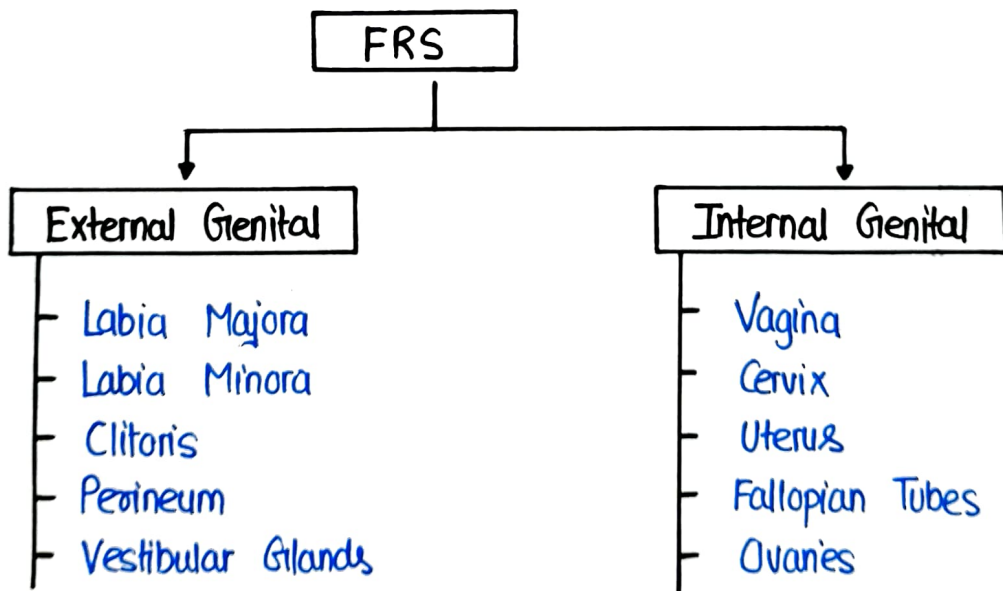 FRS
External Genital
Labia Majora
Labia Minora
Clitoris
Perineum
Vestibular Glands
Internal Genital
Vagina
Cervix
Uterus
Fallopian Tubes
Ovaries